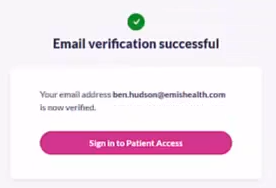 Email verification successful
Your email address ben.hudson@emishealth.com
is now verified.
Sign in to Patient Access